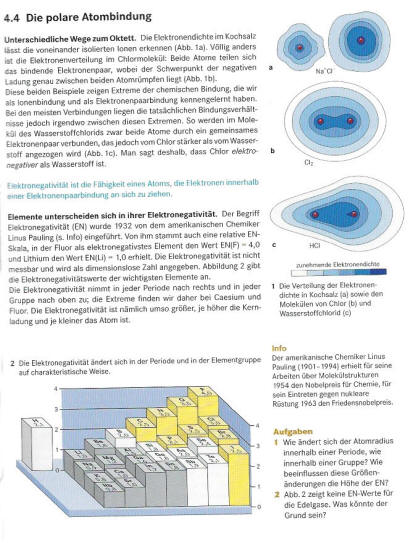 4.4 Die polare Atombindung
Unterschiedliche Wege zum Oktett. Die Elektronendichte im Kochsalz
lässt die voneinander isolierten Ionen erkennen (Abb. 1a). Völlig anders
ist die Elektronenverteilung im Chlormolekül: Beide Atome teilen sich
das bindende Elektronenpaar, wobei der Schwerpunkt der negativen
Ladung genau zwischen beiden Atomrümpfen liegt (Abb. 1b).
Diese beiden Beispiele zeigen Extreme der chemischen Bindung, die wir
als Ionenbindung und als Elektronenpaarbindung kennengelernt haben.
Bei den meisten Verbindungen liegen die tatsächlichen Bindungsverhält-
nisse jedoch irgendwo zwischen diesen Extremen. So werden im Mole-
kül des Wasserstoffchlorids zwar beide Atome durch ein gemeinsames
Elektronenpaar verbunden, das jedoch vom Chlor stärker als vom Wasser-
stoff angezogen wird (Abb. 1c). Man sagt deshalb, dass Chlor elektro-
negativer als Wasserstoff ist.
Elektronegativität ist die Fähigkeit eines Atoms, die Elektronen innerhalb
einer Elektronenpaarbindung an sich zu ziehen.
Elemente unterscheiden sich in ihrer Elektronegativität. Der Begriff
Elektronegativität (EN) wurde 1932 von dem amerikanischen Chemiker
Linus Pauling (s. Info) eingeführt. Von ihm stammt auch eine relative EN-
Skala, in der Fluor als elektronegativstes Element den Wert EN(F) = 4,0
und Lithium den Wert EN(Li) = 1,0 erhielt. Die Elektronegativität ist nicht
messbar und wird als dimensionslose Zahl angegeben. Abbildung 2 gibt
die Elektronegativitätswerte der wichtigsten Elemente an.
Die Elektronegativität nimmt in jeder Periode nach rechts und in jeder
Gruppe nach oben zu; die Extreme finden wir daher bei Caesium und
Fluor. Die Elektronegativität ist nämlich umso größer, je höher die Kern-
ladung und je kleiner das Atom ist.
a
Na⁺Cl⁻
b
Cl₂
c
HCl
zunehmende Elektronendichte
1 Die Verteilung der Elektronen-
dichte in Kochsalz (a) sowie den
Molekülen von Chlor (b) und
Wasserstoffchlorid (c)
Info
Der amerikanische Chemiker Linus
Pauling (1901–1994) erhielt für seine
Arbeiten über Molekülstrukturen
1954 den Nobelpreis für Chemie, für
sein Eintreten gegen nukleare
Rüstung 1963 den Friedensnobelpreis.
2 Die Elektronegativität ändert sich in der Periode und in der Elementgruppe
auf charakteristische Weise.
4
3
2
1
0
H
F
4
3
2
1
0
Aufgaben
1 Wie ändert sich der Atomradius
innerhalb einer Periode, wie
innerhalb einer Gruppe? Wie
beeinflussen diese Größen-
änderungen die Höhe der EN?
2 Abb. 2 zeigt keine EN-Werte für
die Edelgase. Was könnte der
Grund sein?